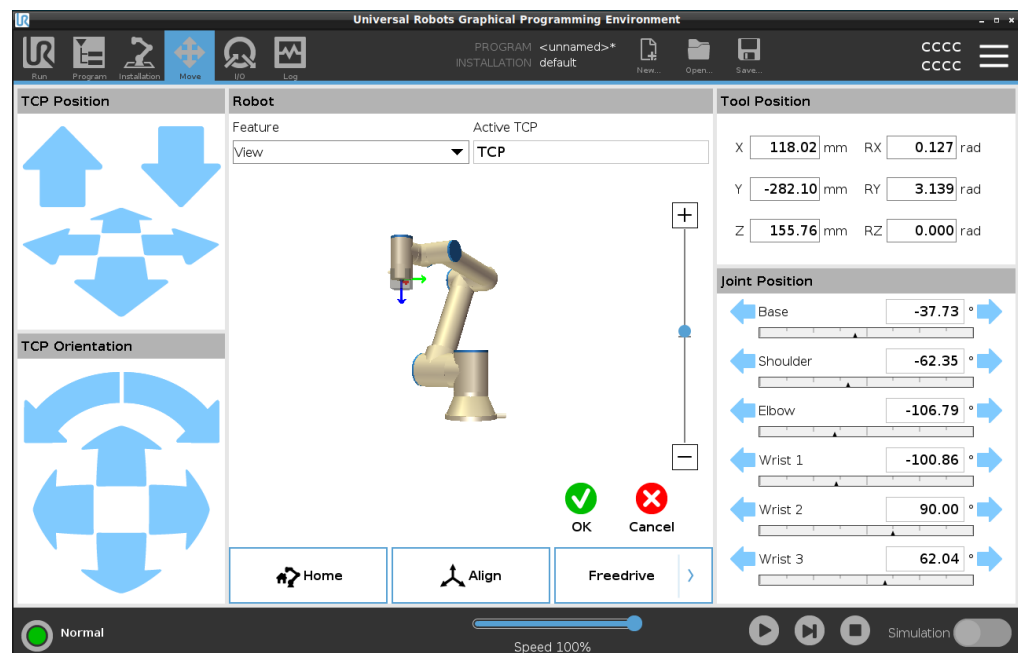 UR
Universal Robots Graphical Programming Environment
UR
Run
Program
Installation
Move
I/O
Log
PROGRAM <unnamed>*
INSTALLATION default
New...
Open...
Save...
CCCC
CCCC
TCP Position
TCP Orientation
Robot
Feature
Active TCP
View
TCP
+
−
OK
Cancel
Home
Align
Freedrive
Tool Position
X 118.02 mm RX 0.127 rad
Y -282.10 mm RY 3.139 rad
Z 155.76 mm RZ 0.000 rad
Joint Position
Base -37.73 °
Shoulder -62.35 °
Elbow -106.79 °
Wrist 1 -100.86 °
Wrist 2 90.00 °
Wrist 3 62.04 °
Normal
Speed 100%
Simulation